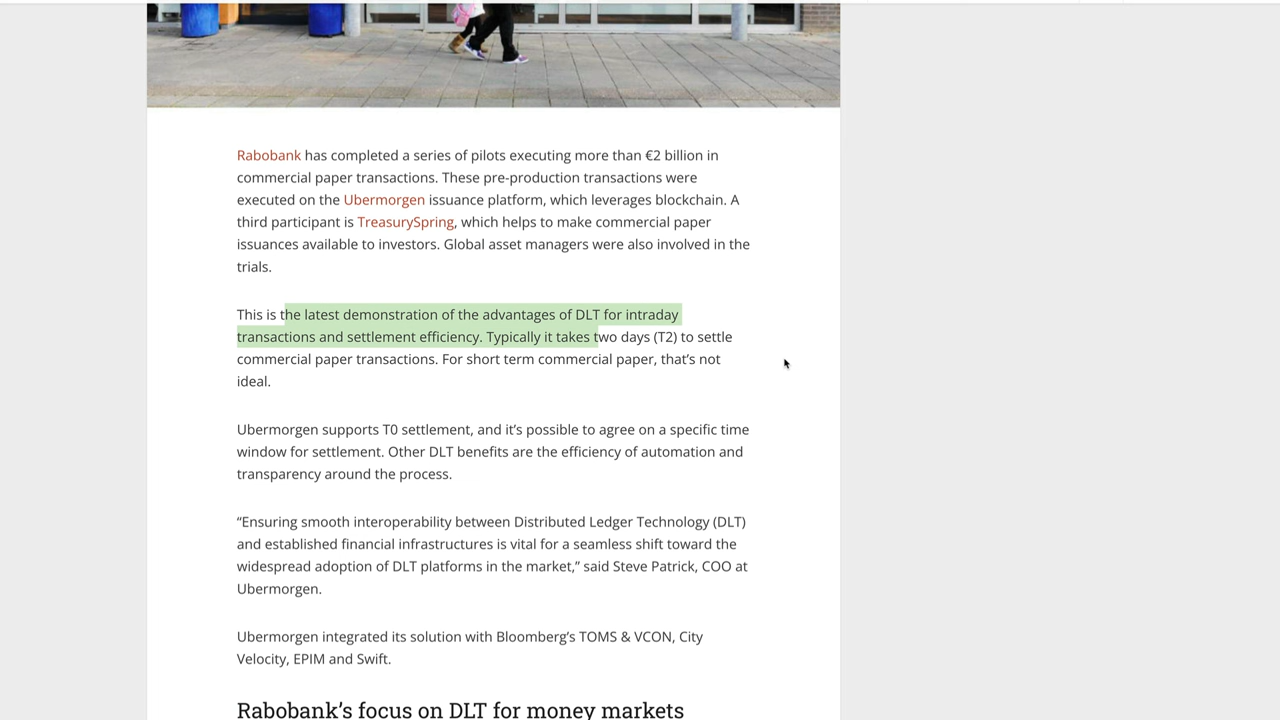 Rabobank has completed a series of pilots executing more than €2 billion in
commercial paper transactions. These pre-production transactions were
executed on the Ubermorgen issuance platform, which leverages blockchain. A
third participant is TreasurySpring, which helps to make commercial paper
issuances available to investors. Global asset managers were also involved in the
trials.
This is the latest demonstration of the advantages of DLT for intraday
transactions and settlement efficiency. Typically it takes two days (T2) to settle
commercial paper transactions. For short term commercial paper, that’s not
ideal.
Ubermorgen supports T0 settlement, and it’s possible to agree on a specific time
window for settlement. Other DLT benefits are the efficiency of automation and
transparency around the process.
“Ensuring smooth interoperability between Distributed Ledger Technology (DLT)
and established financial infrastructures is vital for a seamless shift toward the
widespread adoption of DLT platforms in the market,” said Steve Patrick, COO at
Ubermorgen.
Ubermorgen integrated its solution with Bloomberg’s TOMS & VCON, City
Velocity, EPIM and Swift.
Rabobank’s focus on DLT for money markets